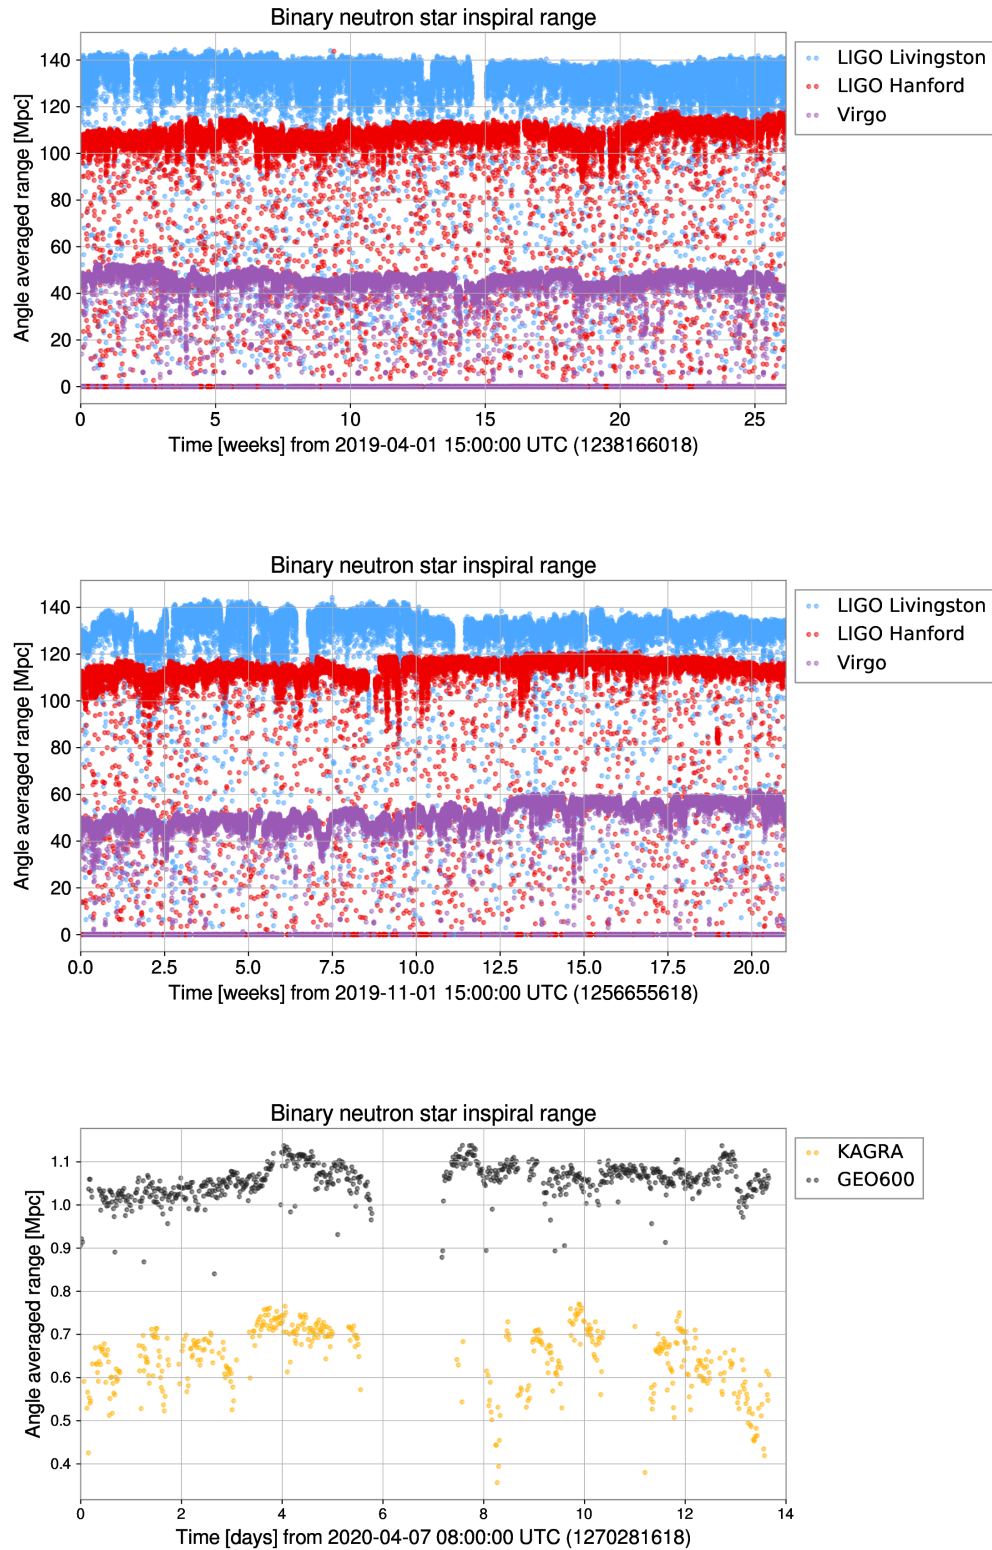 Binary neutron star inspiral range
Angle averaged range [Mpc]
140
120
100
80
60
40
20
0
0 5 10 15 20 25
Time [weeks] from 2019-04-01 15:00:00 UTC (1238166018)
LIGO Livingston
LIGO Hanford
Virgo
Binary neutron star inspiral range
Angle averaged range [Mpc]
140
120
100
80
60
40
20
0
0.0 2.5 5.0 7.5 10.0 12.5 15.0 17.5 20.0
Time [weeks] from 2019-11-01 15:00:00 UTC (1256655618)
LIGO Livingston
LIGO Hanford
Virgo
Binary neutron star inspiral range
Angle averaged range [Mpc]
1.1
1.0
0.9
0.8
0.7
0.6
0.5
0.4
0 2 4 6 8 10 12 14
Time [days] from 2020-04-07 08:00:00 UTC (1270281618)
KAGRA
GEO600